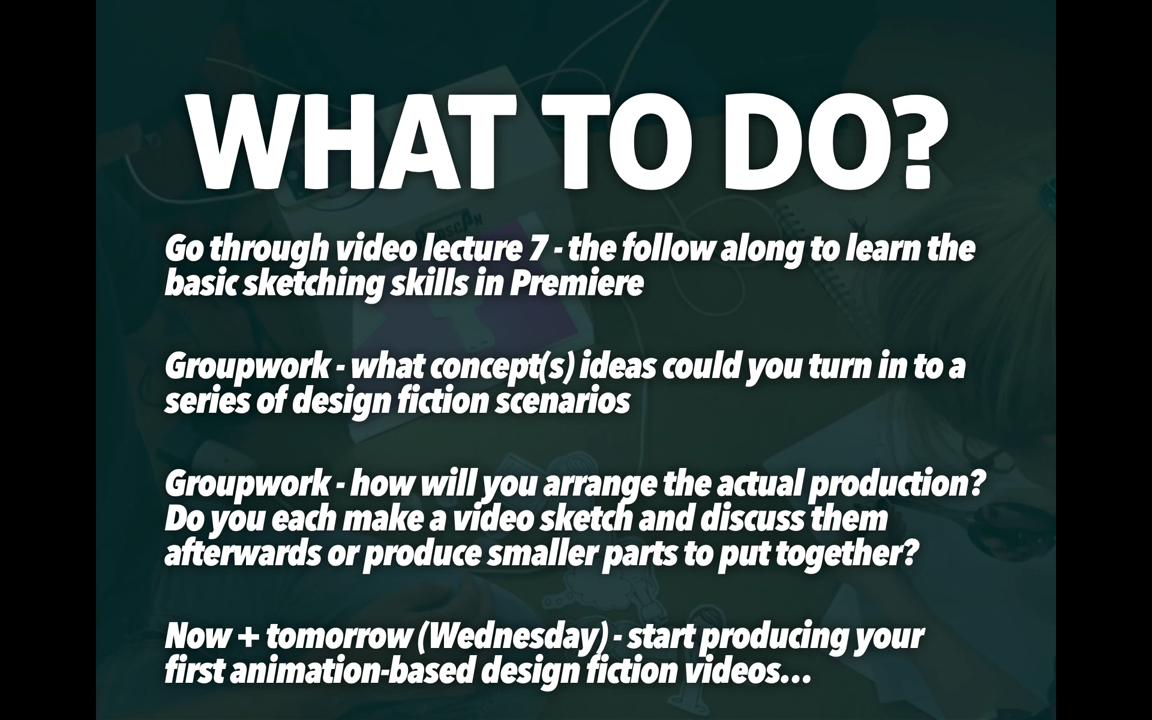 WHAT TO DO?
Go through video lecture 7 - the follow along to learn the
basic sketching skills in Premiere
Groupwork - what concept(s) ideas could you turn in to a
series of design fiction scenarios
Groupwork - how will you arrange the actual production?
Do you each make a video sketch and discuss them
afterwards or produce smaller parts to put together?
Now + tomorrow (Wednesday) - start producing your
first animation-based design fiction videos...